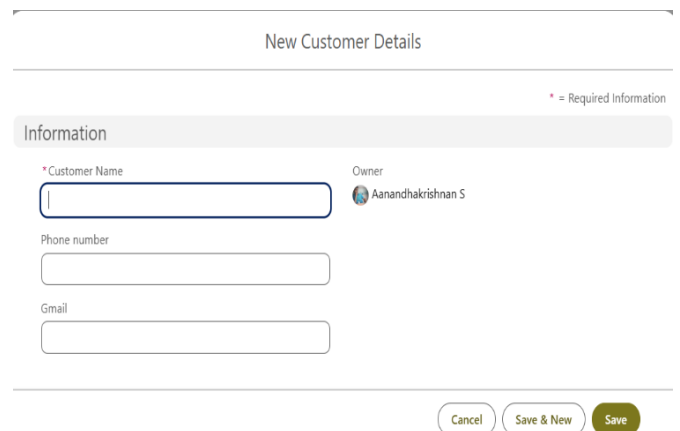 New Customer Details
* = Required Information
Information
*Customer Name
Owner
Aanandhakrishnan S
Phone number
Gmail
Cancel
Save & New
Save